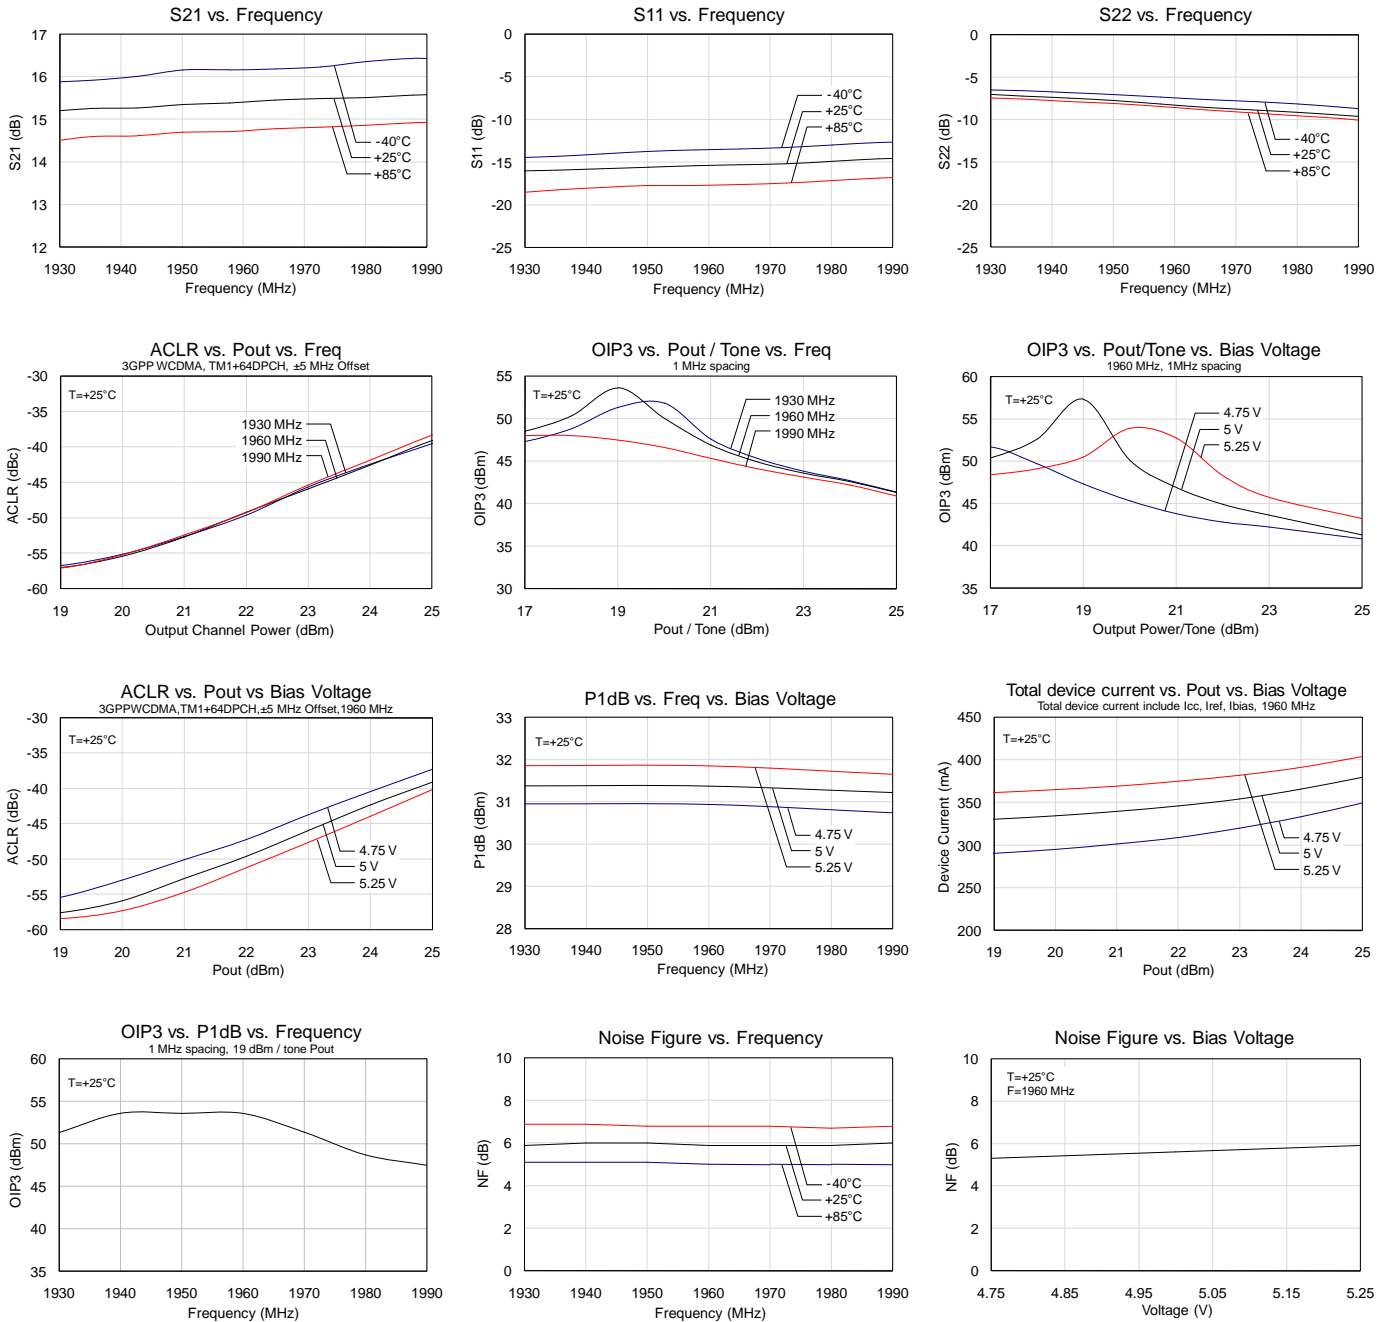 S21 vs. Frequency
17
16
15
14
13
12
S21 (dB)
-40°C
+25°C
+85°C
1930 1940 1950 1960 1970 1980 1990
Frequency (MHz)
S11 vs. Frequency
0
-5
-10
-15
-20
-25
S11 (dB)
-40°C
+25°C
+85°C
1930 1940 1950 1960 1970 1980 1990
Frequency (MHz)
S22 vs. Frequency
0
-5
-10
-15
-20
-25
S22 (dB)
-40°C
+25°C
+85°C
1930 1940 1950 1960 1970 1980 1990
Frequency (MHz)
ACLR vs. Pout vs. Freq
3GPP WCDMA, TM1+64DPCH, ±5 MHz Offset
-30
-35
-40
-45
-50
-55
-60
ACLR (dBc)
T=+25°C
1930 MHz
1960 MHz
1990 MHz
19 20 21 22 23 24 25
Output Channel Power (dBm)
OIP3 vs. Pout / Tone vs. Freq
1 MHz spacing
55
50
45
40
35
30
OIP3 (dBm)
T=+25°C
1930 MHz
1960 MHz
1990 MHz
17 19 21 23 25
Pout / Tone (dBm)
OIP3 vs. Pout/Tone vs. Bias Voltage
1960 MHz, 1MHz spacing
60
55
50
45
40
35
OIP3 (dBm)
T=+25°C
4.75 V
5 V
5.25 V
17 19 21 23 25
Output Power/Tone (dBm)
ACLR vs. Pout vs Bias Voltage
3GPPWCDMA,TM1+64DPCH,±5 MHz Offset,1960 MHz
-30
-35
-40
-45
-50
-55
-60
ACLR (dBc)
T=+25°C
4.75 V
5 V
5.25 V
19 20 21 22 23 24 25
Pout (dBm)
P1dB vs. Freq vs. Bias Voltage
33
32
31
30
29
28
P1dB (dBm)
T=+25°C
4.75 V
5 V
5.25 V
1930 1940 1950 1960 1970 1980 1990
Frequency (MHz)
Total device current vs. Pout vs. Bias Voltage
Total device current include Icc, Iref, Ibias, 1960 MHz
450
400
350
300
250
200
Device Current (mA)
T=+25°C
4.75 V
5 V
5.25 V
19 20 21 22 23 24 25
Pout (dBm)
OIP3 vs. P1dB vs. Frequency
1 MHz spacing, 19 dBm / tone Pout
60
55
50
45
40
35
OIP3 (dBm)
T=+25°C
1930 1940 1950 1960 1970 1980 1990
Frequency (MHz)
Noise Figure vs. Frequency
10
8
6
4
2
0
NF (dB)
-40°C
+25°C
+85°C
1930 1940 1950 1960 1970 1980 1990
Frequency (MHz)
Noise Figure vs. Bias Voltage
10
8
6
4
2
0
NF (dB)
T=+25°C
F=1960 MHz
4.75 4.85 4.95 5.05 5.15 5.25
Voltage (V)